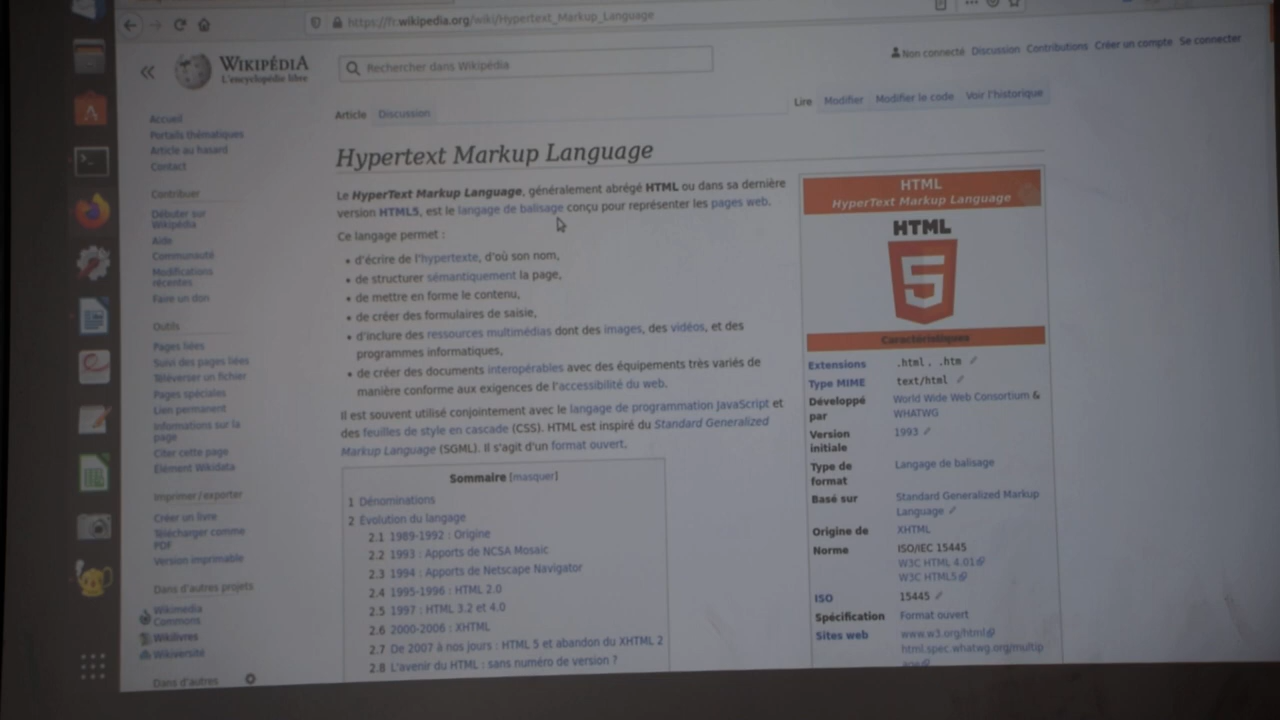 https://fr.wikipedia.org/wiki/Hypertext_Markup_Language
WIKIPÉDIA
L'encyclopédie libre
Rechercher dans Wikipédia
Non connecté Discussion Contributions Créer un compte Se connecter
Article Discussion
Lire Modifier Modifier le code Voir l'historique
Accueil
Portails thématiques
Article au hasard
Contact
Contribuer
Débuter sur
Wikipédia
Aide
Communauté
Modifications
récentes
Faire un don
Outils
Pages liées
Suivi des pages liées
Téléverser un fichier
Pages spéciales
Lien permanent
Informations sur la
page
Citer cette page
Élément Wikidata
Imprimer / exporter
Créer un livre
Télécharger comme
PDF
Version imprimable
Dans d'autres projets
Wikimedia
Commons
Wikilivres
Wikiversité
Dans d'autres
Hypertext Markup Language
Le HyperText Markup Language, généralement abrégé HTML ou dans sa dernière
version HTML5, est le langage de balisage conçu pour représenter les pages web.
Ce langage permet :
• d'écrire de l'hypertexte, d'où son nom,
• de structurer sémantiquement la page,
• de mettre en forme le contenu,
• de créer des formulaires de saisie,
• d'inclure des ressources multimédias dont des images, des vidéos, et des
programmes informatiques,
• de créer des documents interopérables avec des équipements très variés de
manière conforme aux exigences de l'accessibilité du web.
Il est souvent utilisé conjointement avec le langage de programmation JavaScript et
des feuilles de style en cascade (CSS). HTML est inspiré du Standard Generalized
Markup Language (SGML). Il s'agit d'un format ouvert.
Sommaire [masquer]
1 Dénominations
2 Évolution du langage
2.1 1989-1992 : Origine
2.2 1993 : Apports de NCSA Mosaic
2.3 1994 : Apports de Netscape Navigator
2.4 1995-1996 : HTML 2.0
2.5 1997 : HTML 3.2 et 4.0
2.6 2000-2006 : XHTML
2.7 De 2007 à nos jours : HTML 5 et abandon du XHTML 2
2.8 L'avenir du HTML : sans numéro de version ?
HTML
HyperText Markup Language
HTML
5
Caractéristiques
Extensions .html, .htm
Type MIME text/html
Développé par World Wide Web Consortium & WHATWG
Version initiale 1993
Type de format Langage de balisage
Basé sur Standard Generalized Markup Language
Origine de XHTML
Norme ISO/IEC 15445
W3C HTML 4.01
W3C HTML5
ISO 15445
Spécification Format ouvert
Sites web www.w3.org/html
html.spec.whatwg.org/multip
age